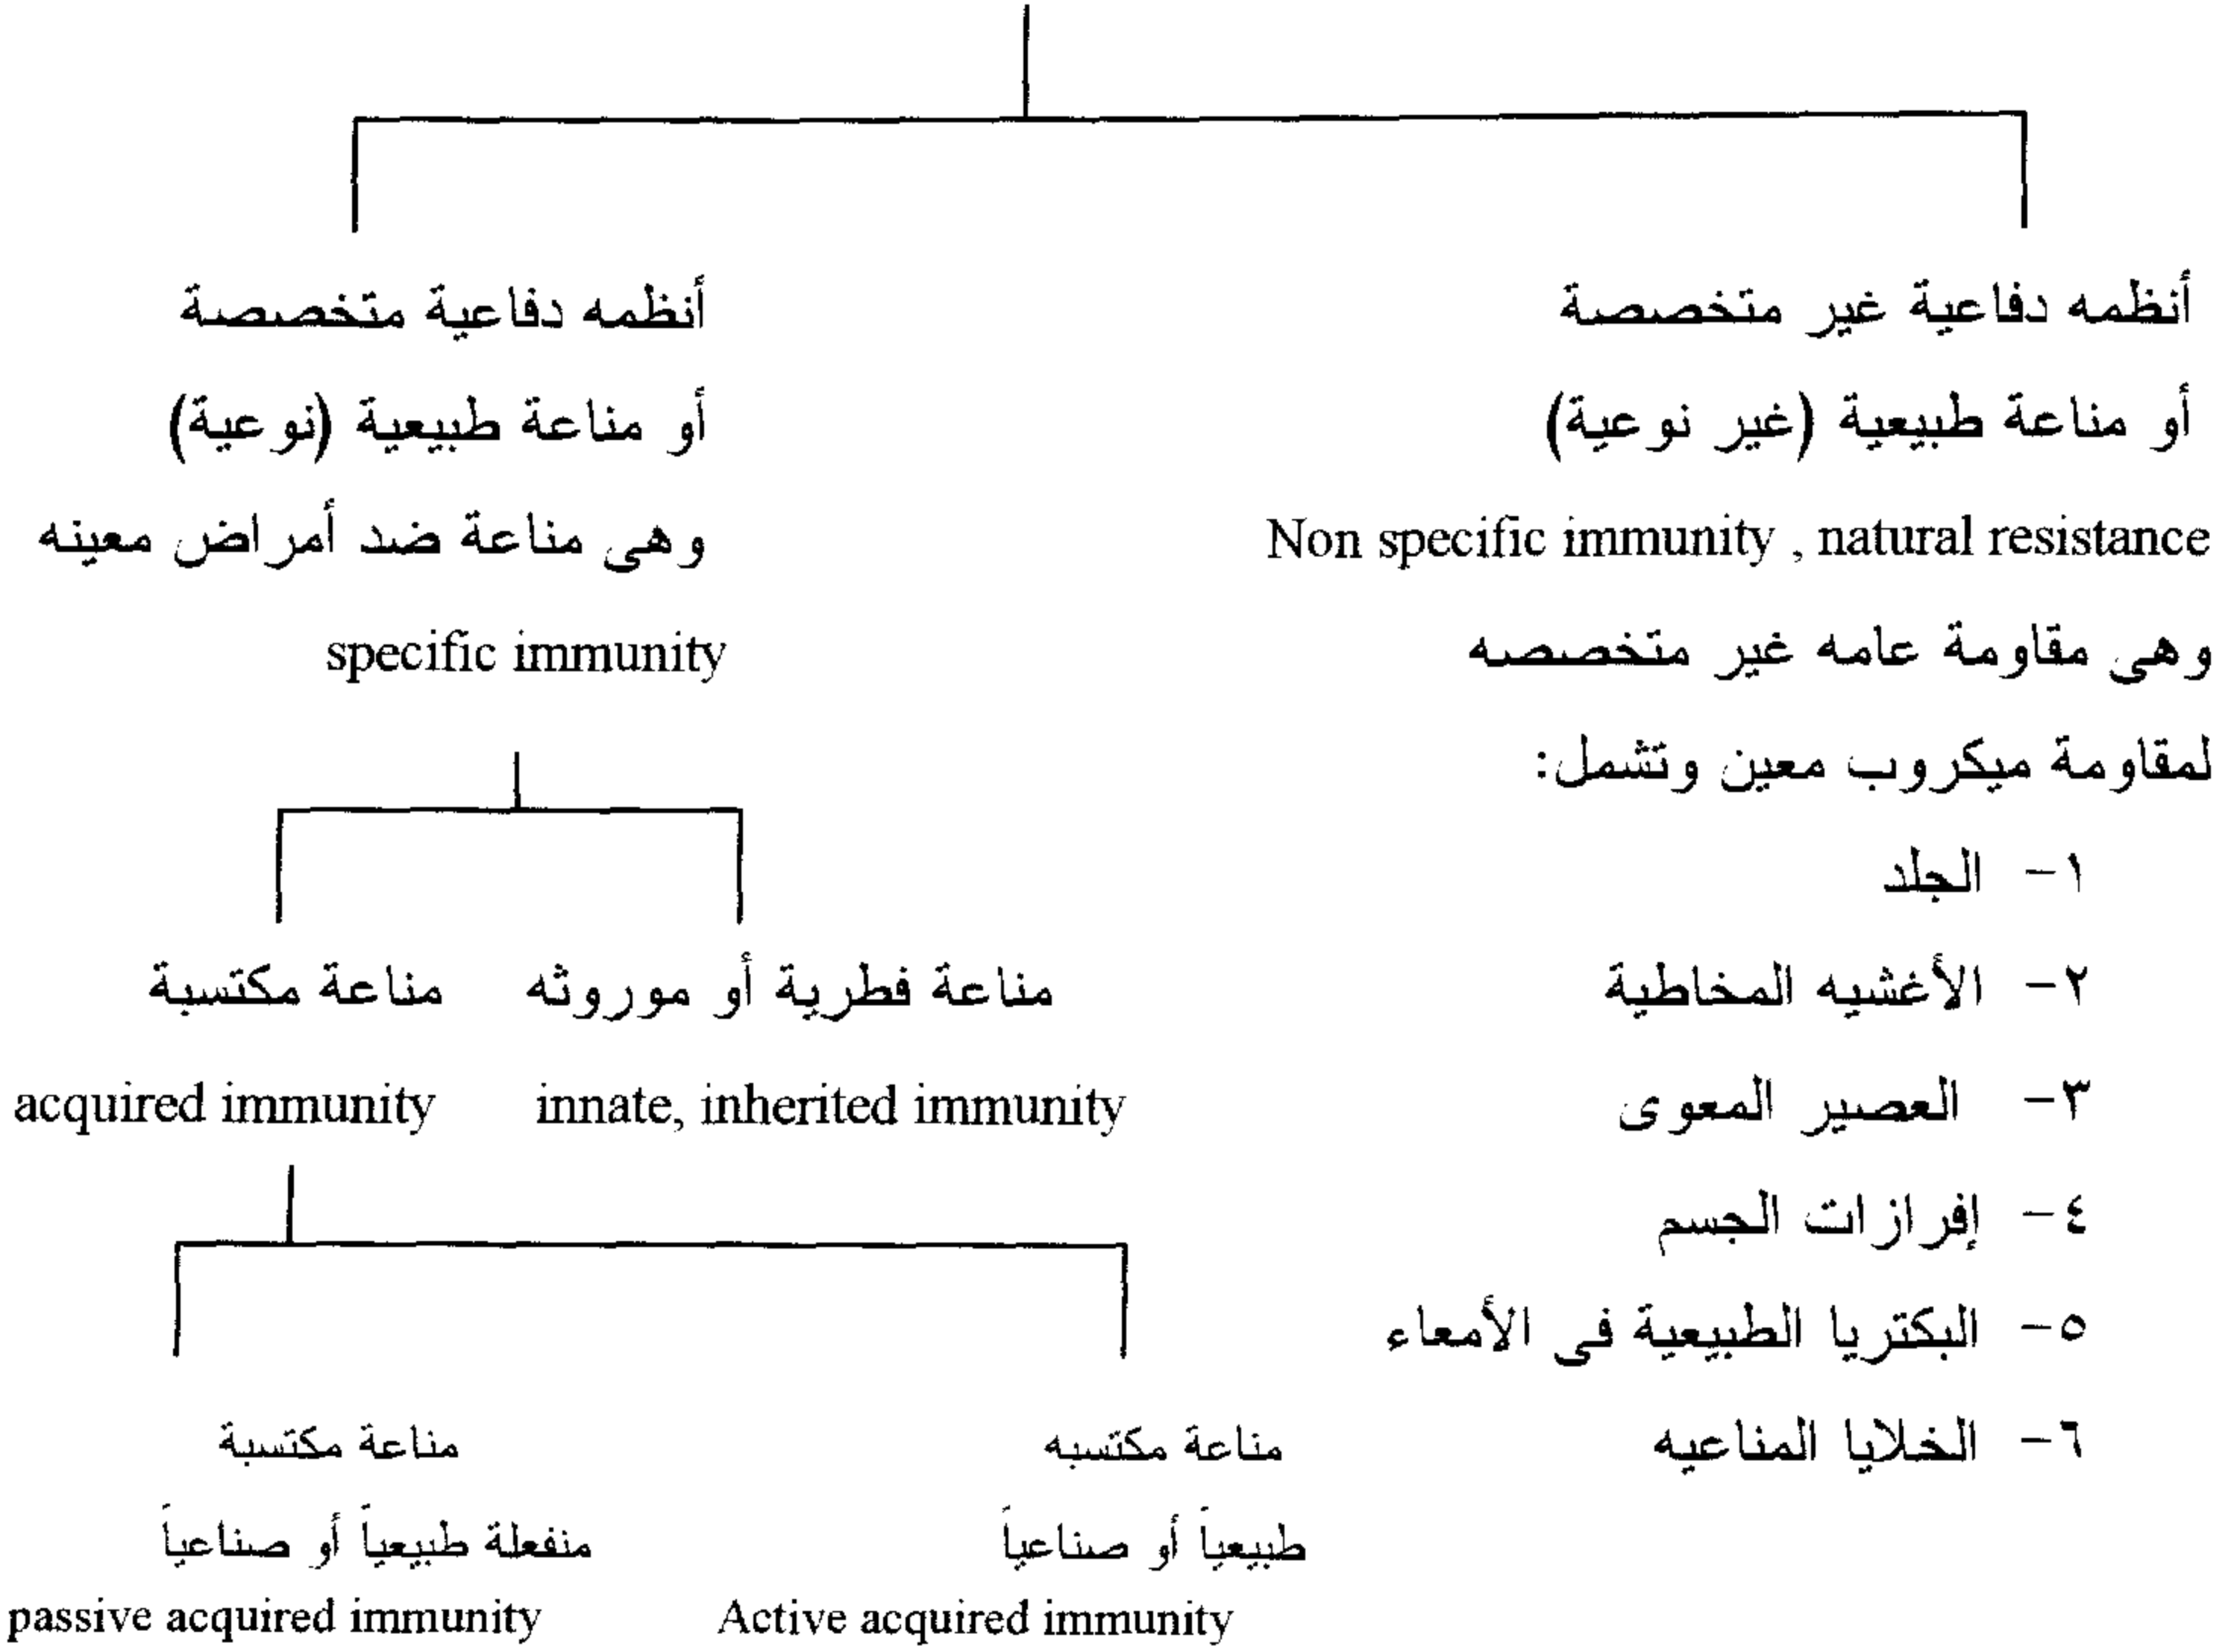 أنظمه دفاعية غير متخصصة
أو مناعة طبيعية (غير نوعية)
Non specific immunity , natural resistance
وهى مقاومة عامه غير متخصصه
لمقاومة ميكروب معين وتشمل:
١- الجلد
٢- الأغشيه المخاطية
٣- العصير المعوى
٤- إفرازات الجسم
٥- البكتريا الطبيعية فى الأمعاء
٦- الخلايا المناعيه
أنظمه دفاعية متخصصة
أو مناعة طبيعية (نوعية)
وهى مناعة ضد أمراض معينه
specific immunity
مناعة فطرية أو موروثه
innate, inherited immunity
مناعة مكتسبة
acquired immunity
مناعة مكتسبه
طبيعياً أو صناعياً
Active acquired immunity
مناعة مكتسبة
منفعلة طبيعياً أو صناعياً
passive acquired immunity